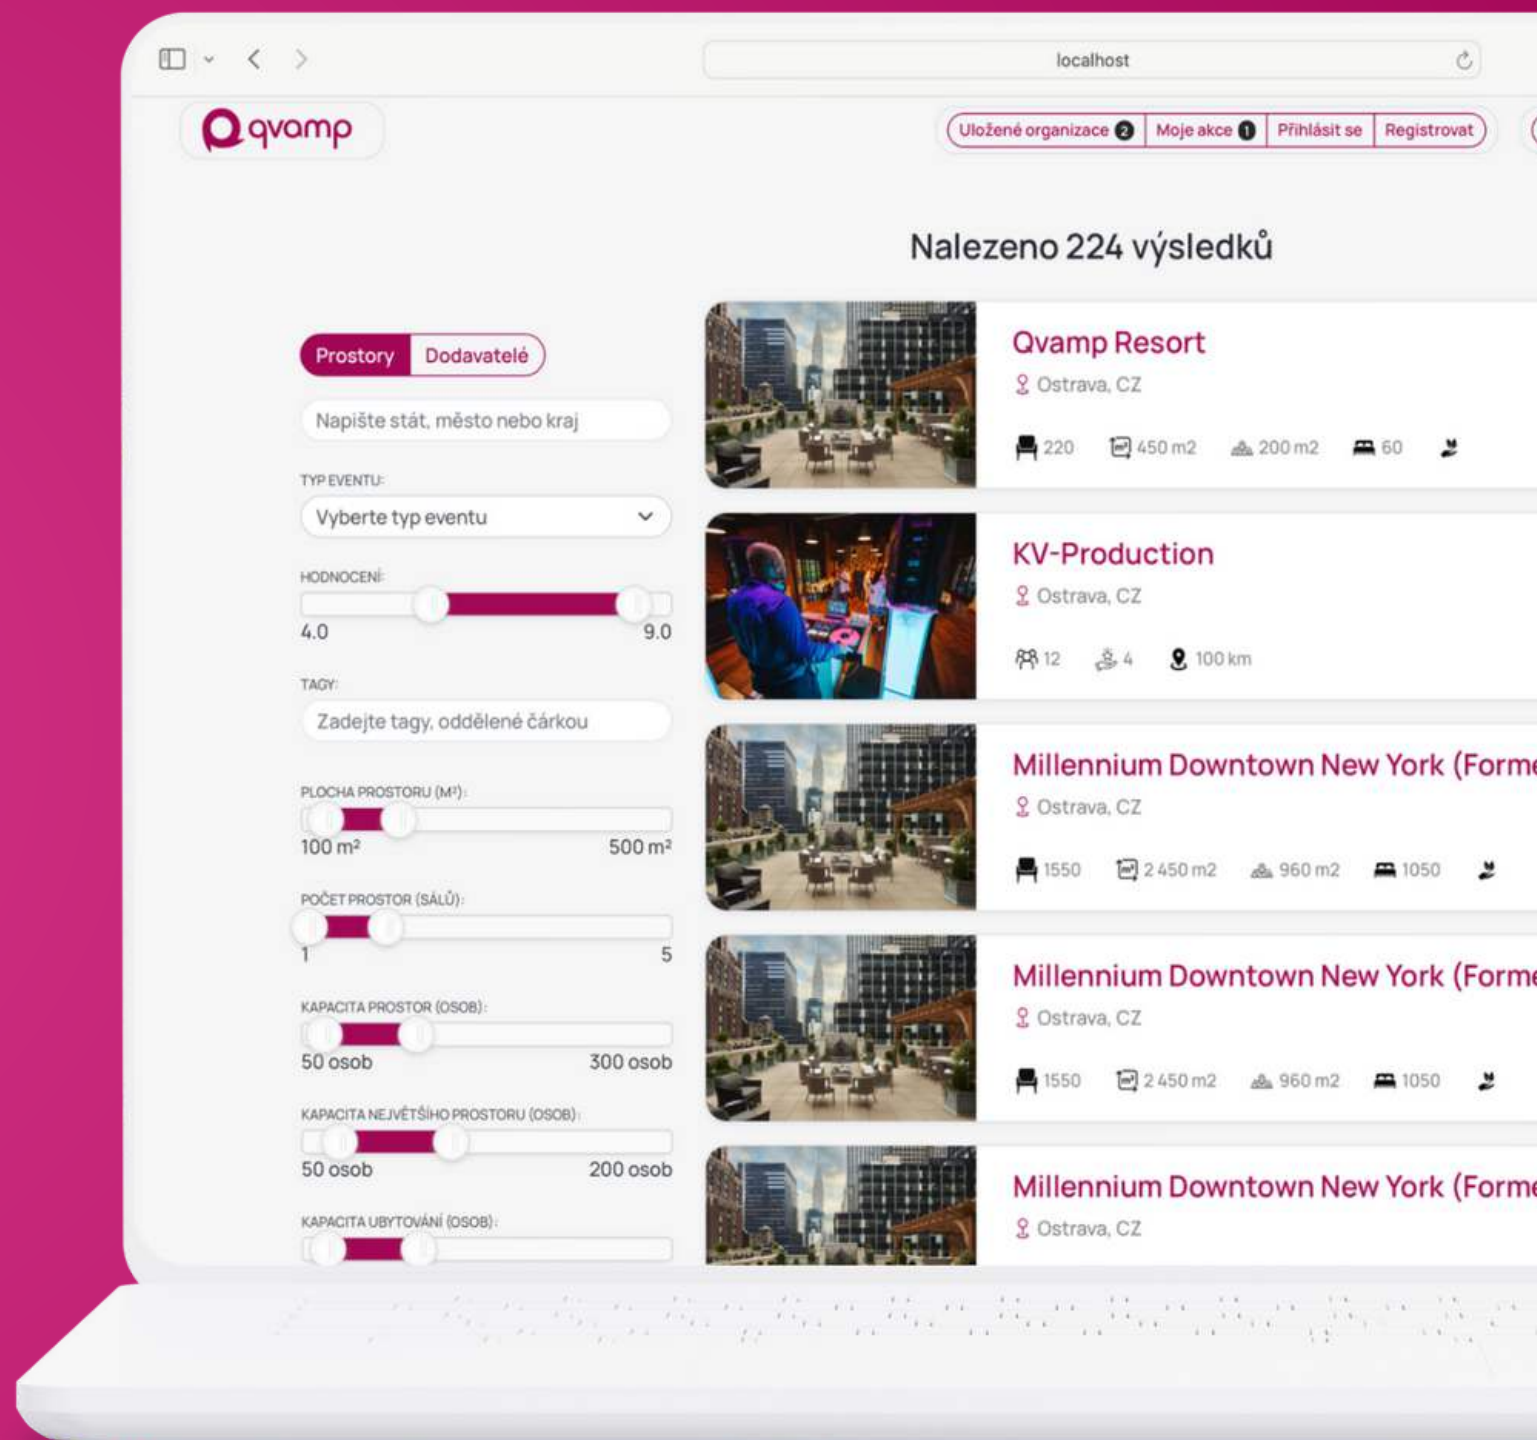 localhost
qvamp
Uložené organizace 2 Moje akce 1 Přihlásit se Registrovat
Nalezeno 224 výsledků
Prostory Dodavatelé
Napište stát, město nebo kraj
TYP EVENTU:
Vyberte typ eventu
HODNOCENÍ:
4.0 9.0
TAGY:
Zadejte tagy, oddělené čárkou
PLOCHA PROSTORU (M²):
100 m² 500 m²
POČET PROSTOR (SÁLŮ):
1 5
KAPACITA PROSTOR (OSOB):
50 osob 300 osob
KAPACITA NEJVĚTŠÍHO PROSTORU (OSOB):
50 osob 200 osob
KAPACITA UBYTOVÁNÍ (OSOB):
Qvamp Resort
Ostrava, CZ
220 m² 450 m2 200 m2 60
KV-Production
Ostrava, CZ
12 4 100 km
Millennium Downtown New York (Forme
Ostrava, CZ
1550 m² 2 450 m2 960 m2 1050
Millennium Downtown New York (Forme
Ostrava, CZ
1550 m² 2 450 m2 960 m2 1050
Millennium Downtown New York (Forme
Ostrava, CZ